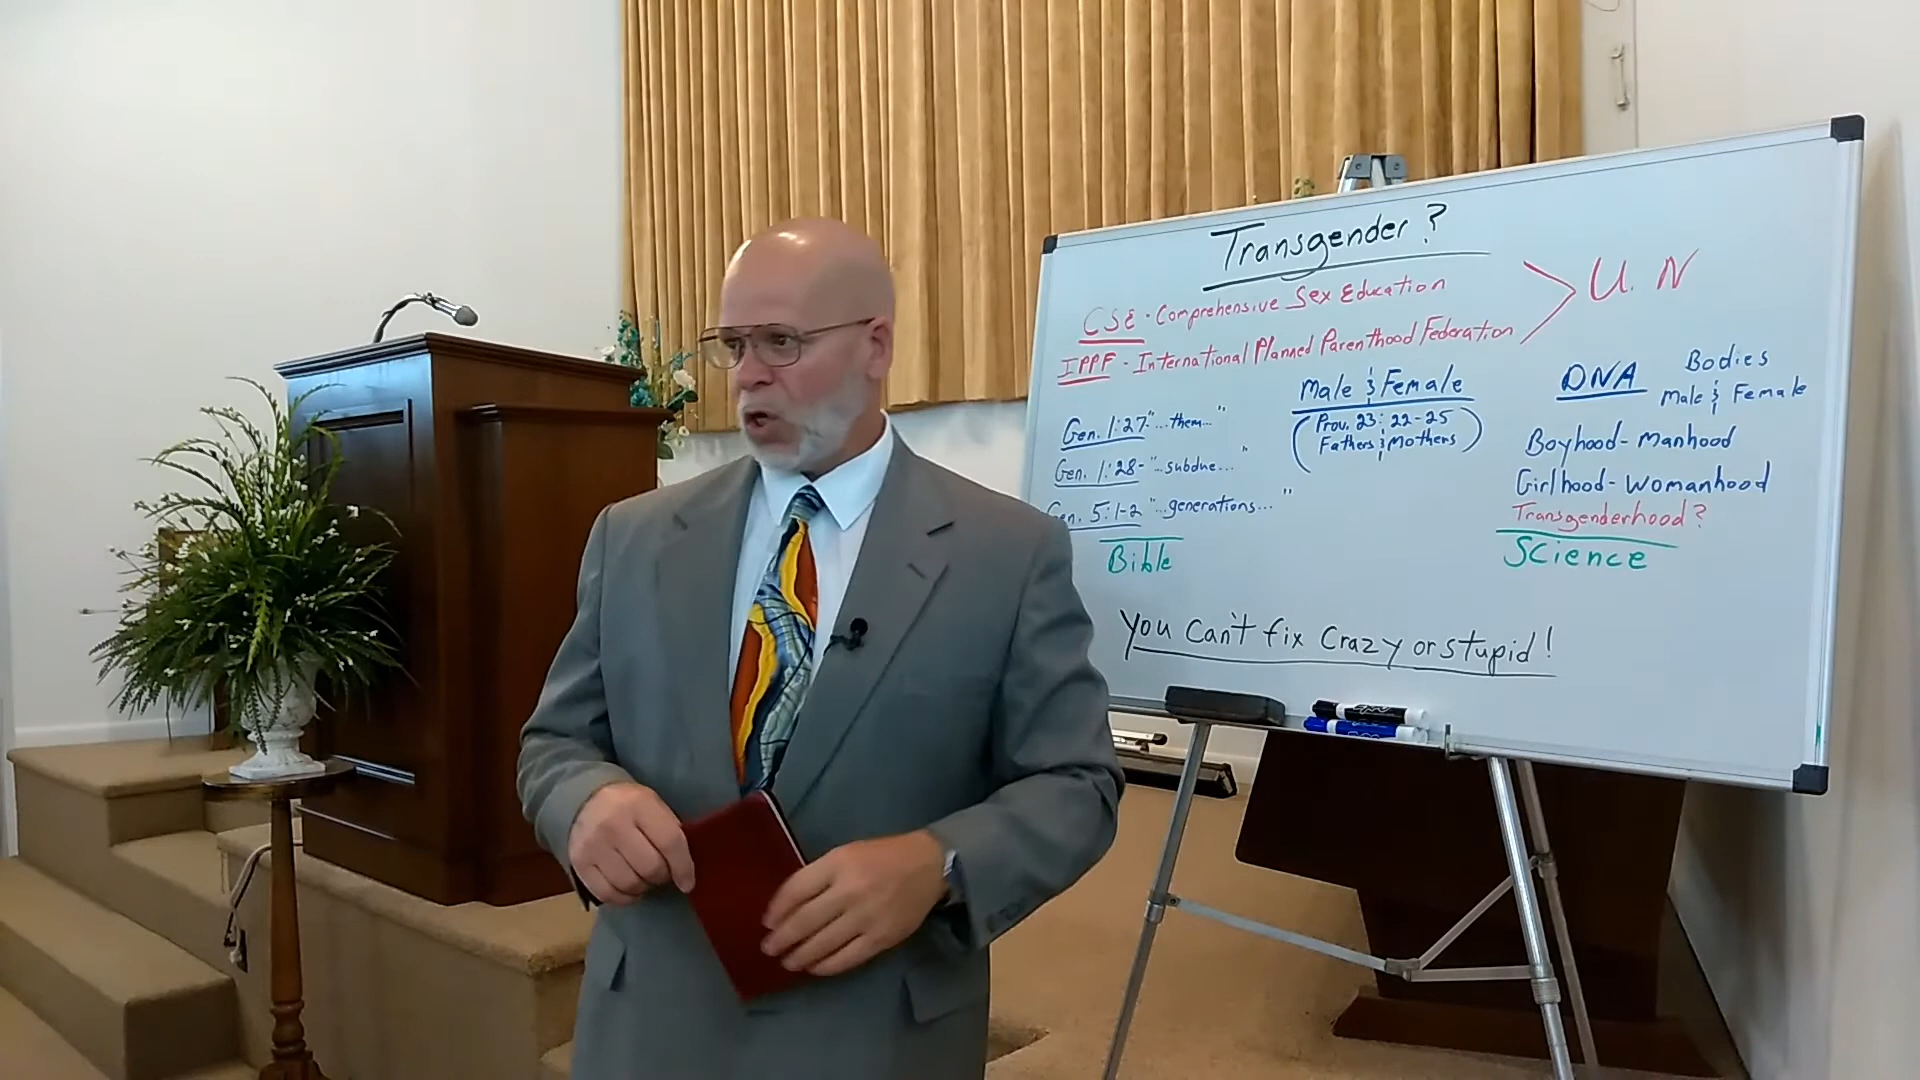 Transgender?
CSE - Comprehensive Sex Education
IPPF - International Planned Parenthood Federation
U. N
Gen. 1:27 "...them..."
Gen. 1:28 - "...subdue..."
Gen. 5:1-2 "...generations..."
Bible
Male & Female
(Prov. 23:22-25
Fathers & Mothers)
DNA
Bodies
Male & Female
Boyhood - Manhood
Girlhood - Womanhood
Transgenderhood?
Science
You Can't fix Crazy or stupid!